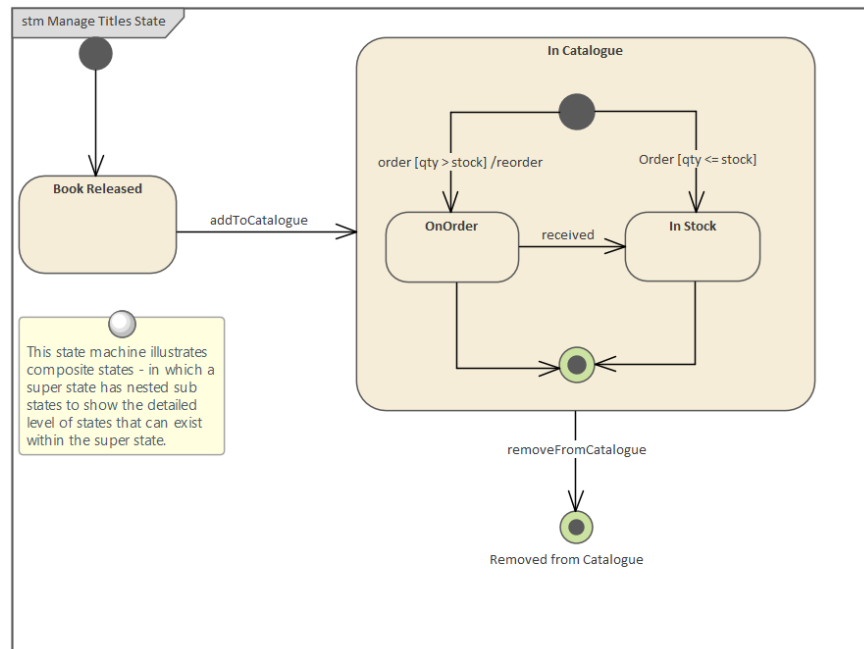 stm Manage Titles State
In Catalogue
order [qty > stock] /reorder
Order [qty <= stock]
Book Released
addToCatalogue
OnOrder
received
In Stock
This state machine illustrates
composite states - in which a
super state has nested sub
states to show the detailed
level of states that can exist
within the super state.
removeFromCatalogue
Removed from Catalogue